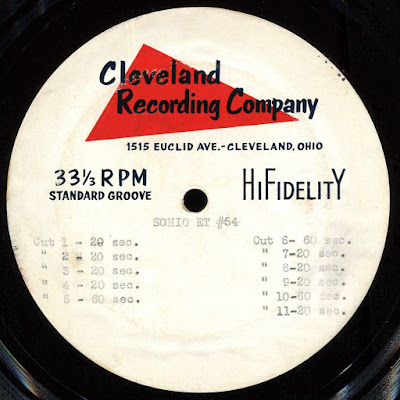 Cleveland
Recording Company
1515 EUCLID AVE.-CLEVELAND, OHIO
33 1/3 RPM
STANDARD GROOVE
HIFIDELITY
SOHIO ET #54
Cut 1 - 20 sec.
" 2 - 20 sec.
" 3 - 20 sec.
" 4 - 20 sec.
" 5 - 60 sec.
Cut 6- 60 sec.
" 7-20 sec.
" 8-20 sec.
" 9-20 sec.
" 10-60 sec.
" 11-20 sec.